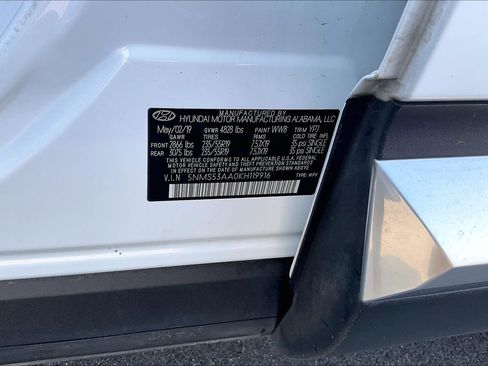 MANUFACTURED BY
HYUNDAI MOTOR MANUFACTURING ALABAMA, LLC
May/02/19 GVWR 4828 lbs PAINT WW8 TRIM YPJ
GAWR TIRES RIMS COLD TIRE INFL.
FRONT 2866 lbs 235/55R19 7.5JX19 35 psi SINGLE
REAR 3075 lbs 235/55R19 7.5JX19 35 psi SINGLE
THIS VEHICLE CONFORMS TO ALL APPLICABLE U.S.A. FEDERAL
MOTOR VEHICLE SAFETY, BUMPER, AND THEFT PREVENTION
STANDARDS IN EFFECT ON THE DATE OF MANUFACTURE SHOWN ABOVE.
V.I.N 5NMS53AA0KH119916 TYPE: MPV